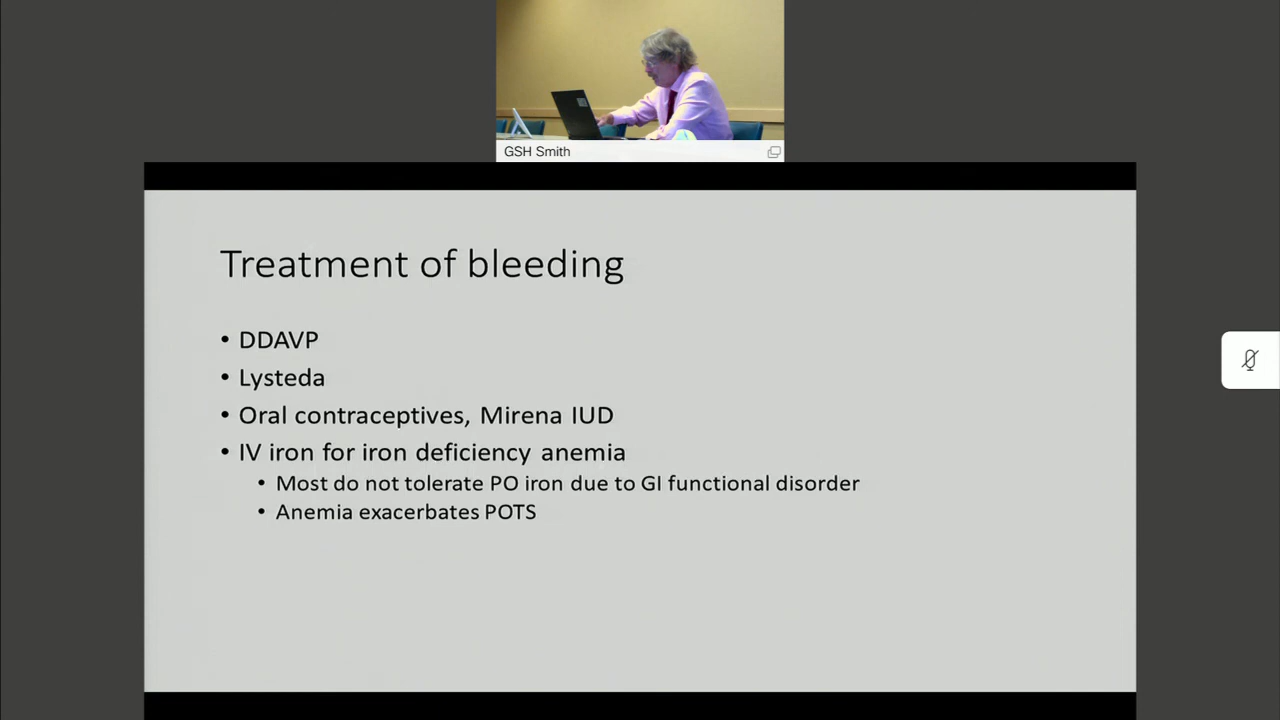 GSH Smith
Treatment of bleeding
• DDAVP
• Lysteda
• Oral contraceptives, Mirena IUD
• IV iron for iron deficiency anemia
• Most do not tolerate PO iron due to GI functional disorder
• Anemia exacerbates POTS